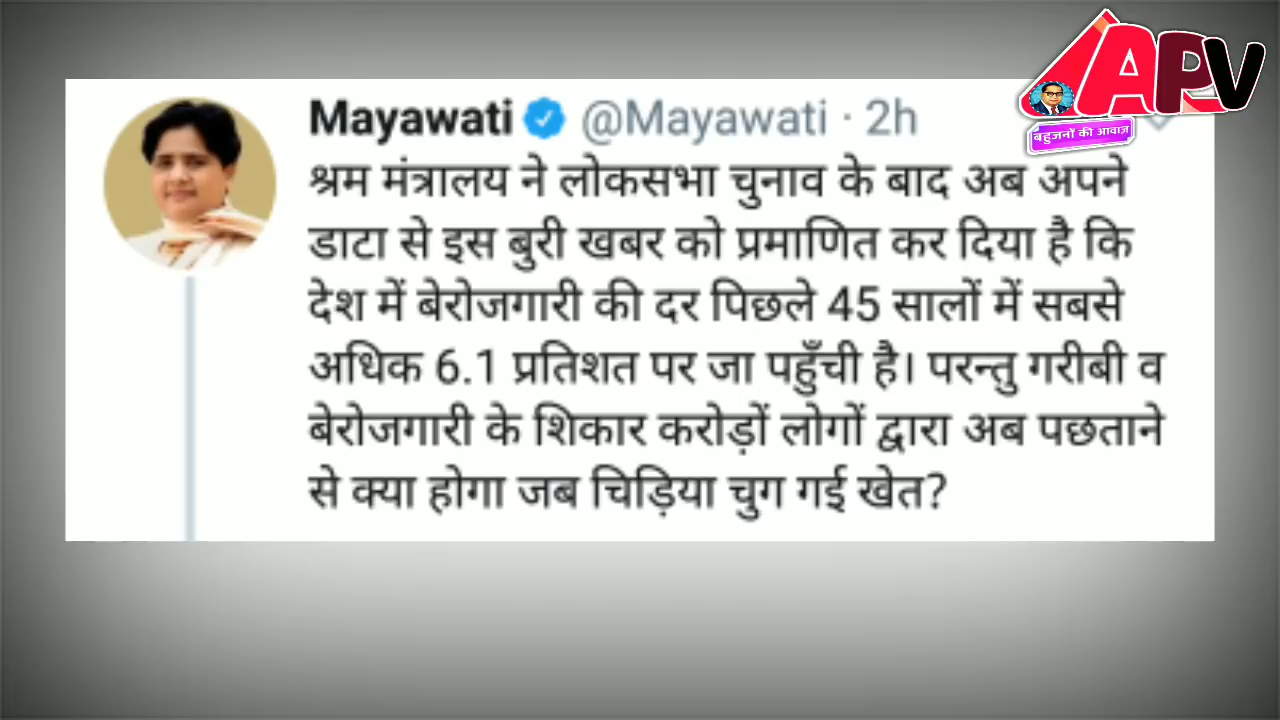 APV
बहुजनों की आवाज़
Mayawati @Mayawati · 2h
श्रम मंत्रालय ने लोकसभा चुनाव के बाद अब अपने
डाटा से इस बुरी खबर को प्रमाणित कर दिया है कि
देश में बेरोजगारी की दर पिछले 45 सालों में सबसे
अधिक 6.1 प्रतिशत पर जा पहुँची है। परन्तु गरीबी व
बेरोजगारी के शिकार करोड़ों लोगों द्वारा अब पछताने
से क्या होगा जब चिड़िया चुग गई खेत?